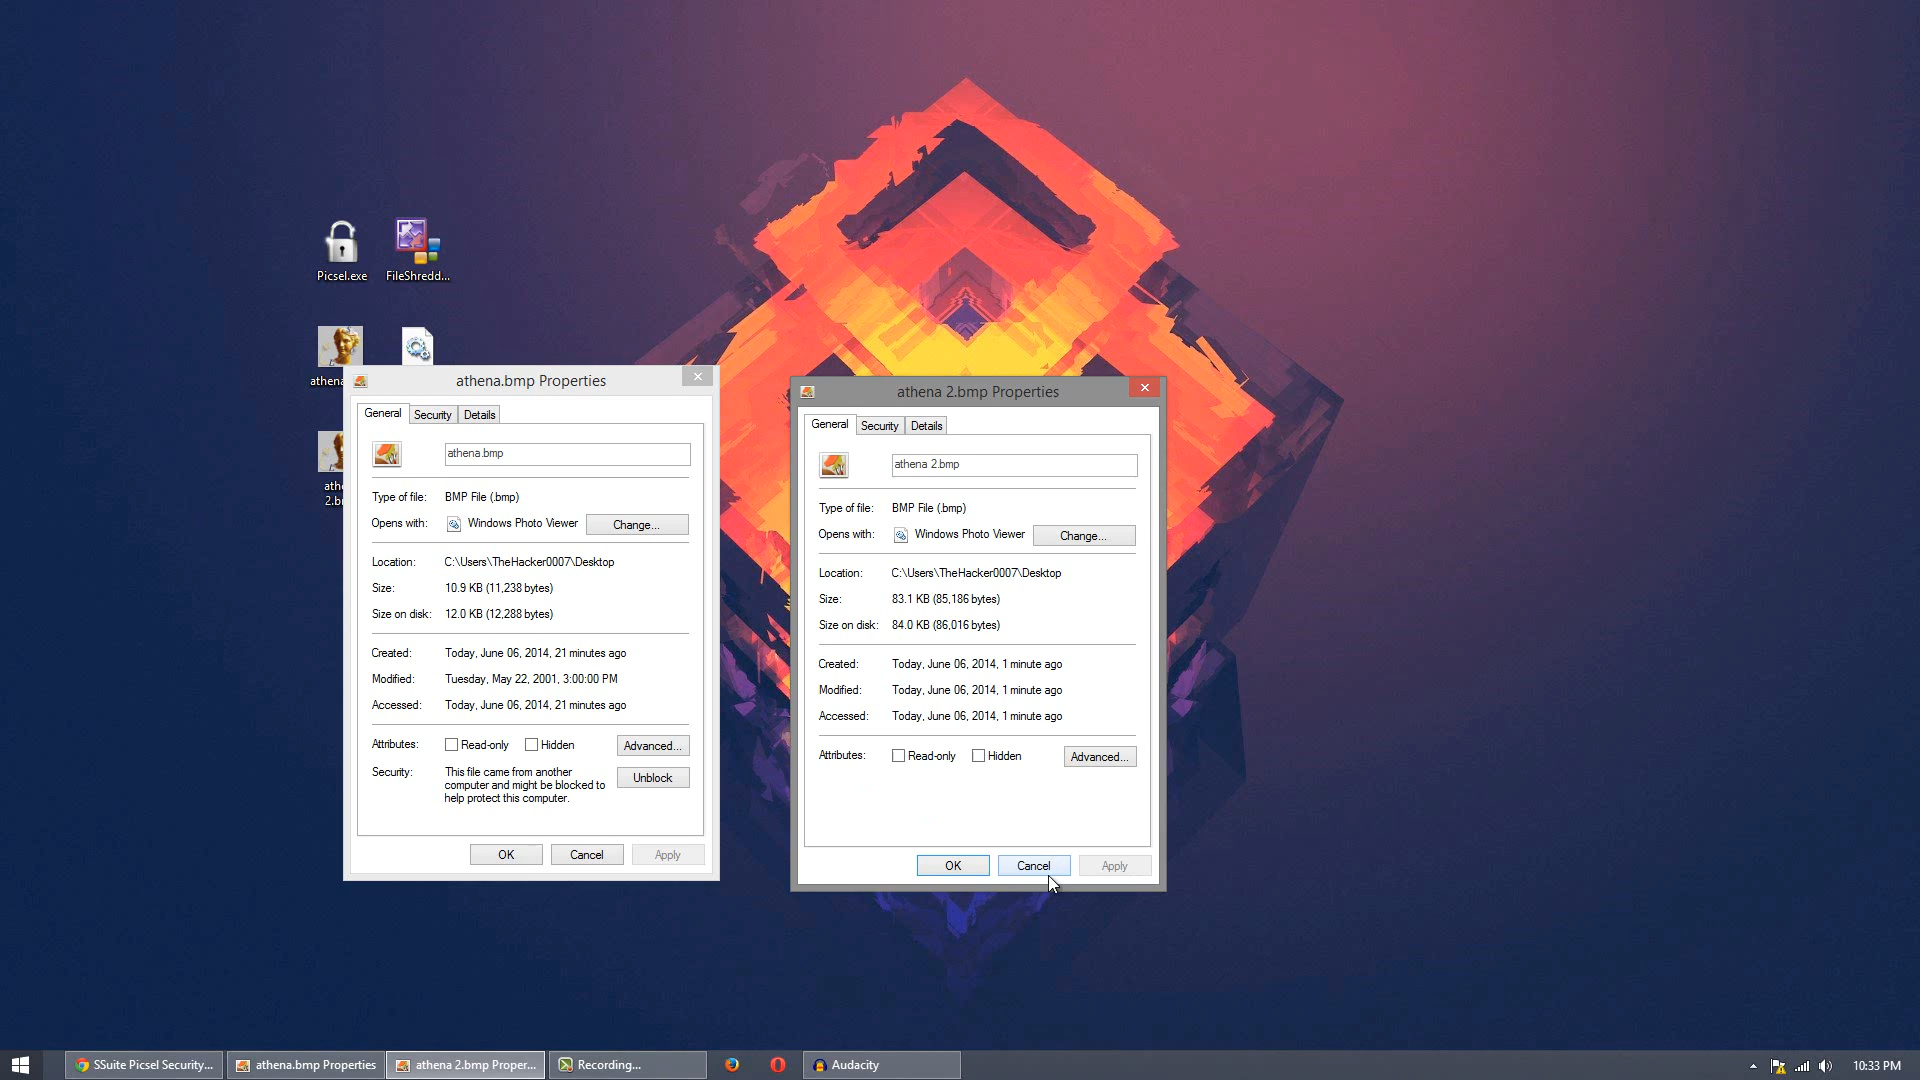 Picsel.exe
FileShredd...
athena
ath
2.b
athena.bmp Properties
General
Security
Details
athena.bmp
Type of file:
BMP File (.bmp)
Opens with:
Windows Photo Viewer
Change...
Location:
C:\Users\TheHacker0007\Desktop
Size:
10.9 KB (11,238 bytes)
Size on disk:
12.0 KB (12,288 bytes)
Created:
Today, June 06, 2014, 21 minutes ago
Modified:
Tuesday, May 22, 2001, 3:00:00 PM
Accessed:
Today, June 06, 2014, 21 minutes ago
Attributes:
Read-only
Hidden
Advanced...
Security:
This file came from another
computer and might be blocked to
help protect this computer.
Unblock
OK
Cancel
Apply
athena 2.bmp Properties
General
Security
Details
athena 2.bmp
Type of file:
BMP File (.bmp)
Opens with:
Windows Photo Viewer
Change...
Location:
C:\Users\TheHacker0007\Desktop
Size:
83.1 KB (85,186 bytes)
Size on disk:
84.0 KB (86,016 bytes)
Created:
Today, June 06, 2014, 1 minute ago
Modified:
Today, June 06, 2014, 1 minute ago
Accessed:
Today, June 06, 2014, 1 minute ago
Attributes:
Read-only
Hidden
Advanced...
OK
Cancel
Apply
SSuite Picsel Security...
athena.bmp Properties
athena 2.bmp Proper...
Recording...
Audacity
10:33 PM